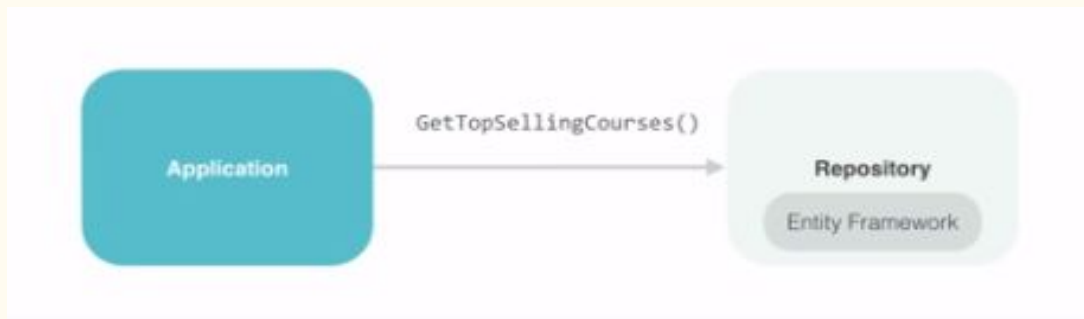 GetTopSellingCourses()
Application
Repository
Entity Framework